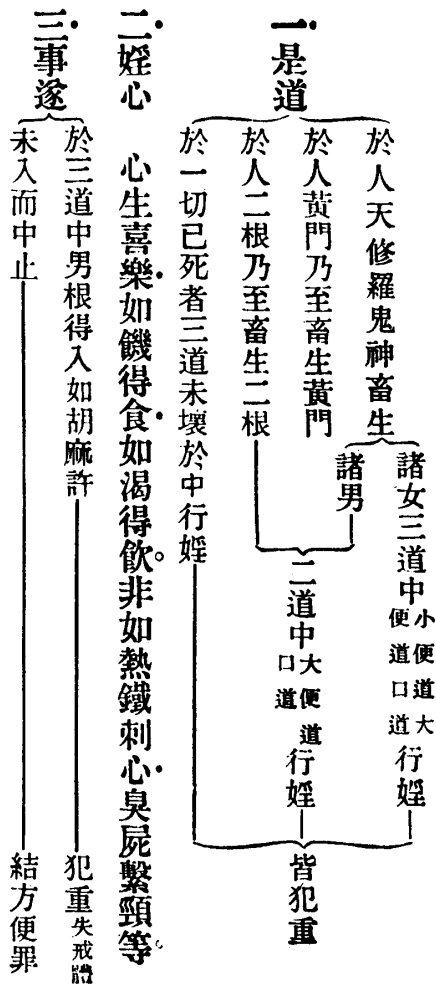 一是道
於人天修羅鬼神畜生
諸女三道中小便道大便道口道行婬
諸男
於人黃門乃至畜生黃門
於人二根乃至畜生二根
二道中大便道口道行婬
於一切已死者三道未壞於中行婬
皆犯重
二婬心 心生喜樂如饑得食如渴得飲。非如熱鐵刺心臭屍繫頸等。
三事遂
於三道中男根得入如胡麻許
犯重失戒體
未入而中止
結方便罪